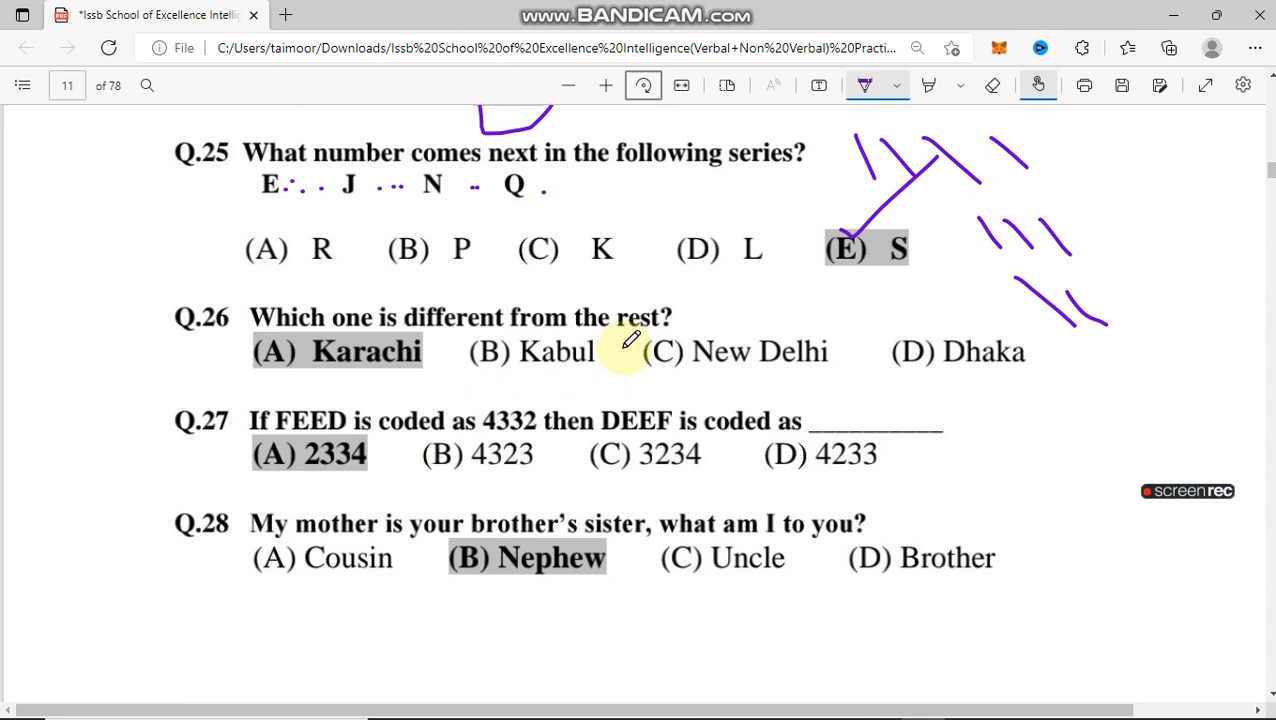 www.BANDICAM.com
*Issb School of Excellence Intellig
File C:/Users/taimoor/Downloads/Issb%20School%20of%20Excellence%20Intelligence(Verbal+Non%20Verbal)%20Practi...
11 of 78
Q.25 What number comes next in the following series?
E J N Q
(A) R (B) P (C) K (D) L (E) S
Q.26 Which one is different from the rest?
(A) Karachi (B) Kabul (C) New Delhi (D) Dhaka
Q.27 If FEED is coded as 4332 then DEEF is coded as __________
(A) 2334 (B) 4323 (C) 3234 (D) 4233
screenrec
Q.28 My mother is your brother's sister, what am I to you?
(A) Cousin (B) Nephew (C) Uncle (D) Brother